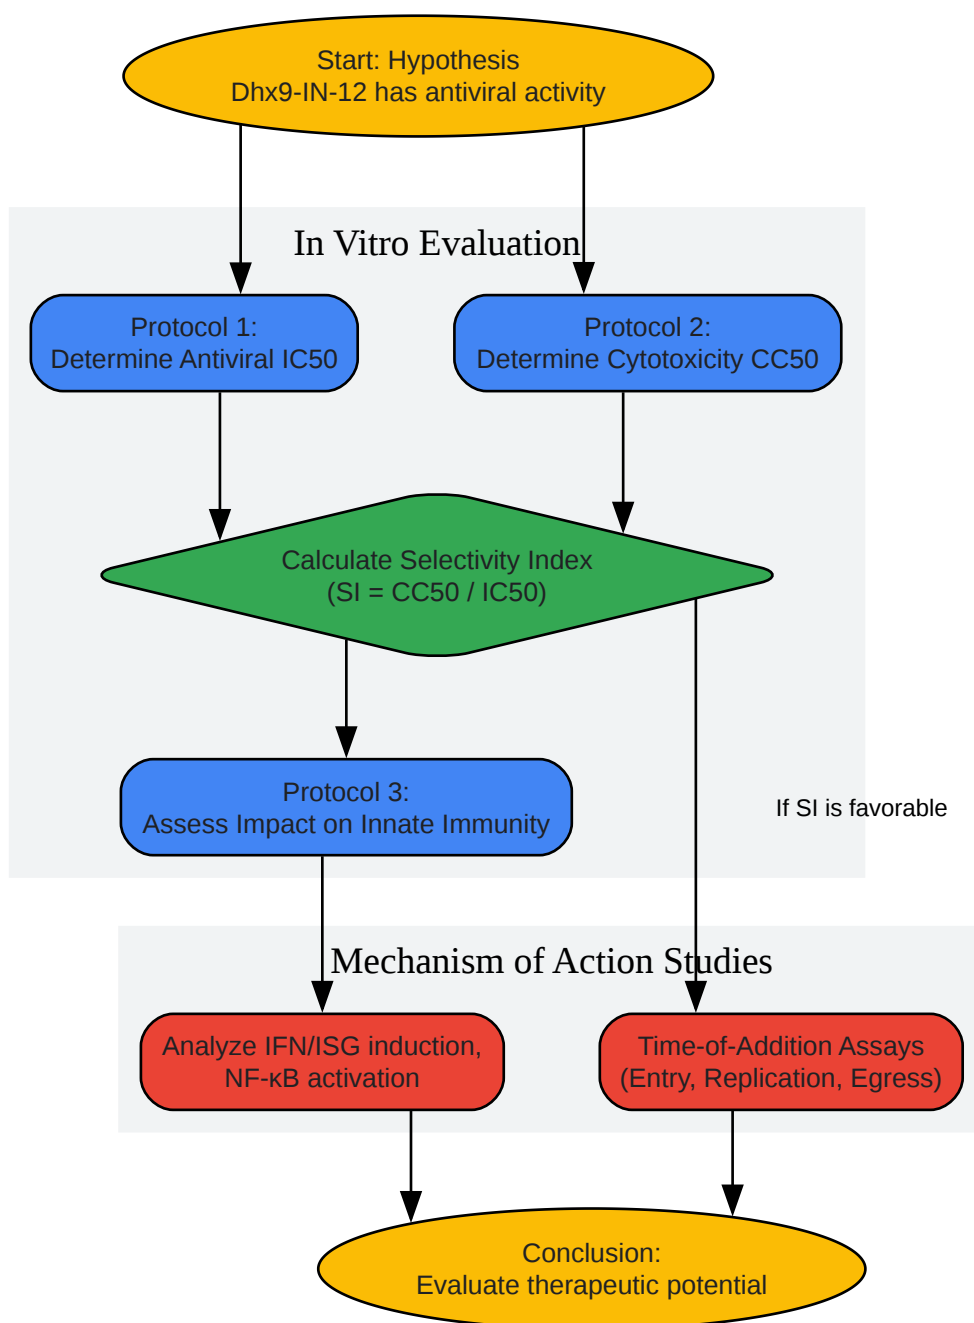 Start: Hypothesis
Dhx9-IN-12 has antiviral activity
In Vitro Evaluation
Protocol 1:
Determine Antiviral IC50
Protocol 2:
Determine Cytotoxicity CC50
Calculate Selectivity Index
(SI = CC50 / IC50)
Protocol 3:
Assess Impact on Innate Immunity
If SI is favorable
Mechanism of Action Studies
Analyze IFN/ISG induction,
NF-κB activation
Time-of-Addition Assays
(Entry, Replication, Egress)
Conclusion:
Evaluate therapeutic potential